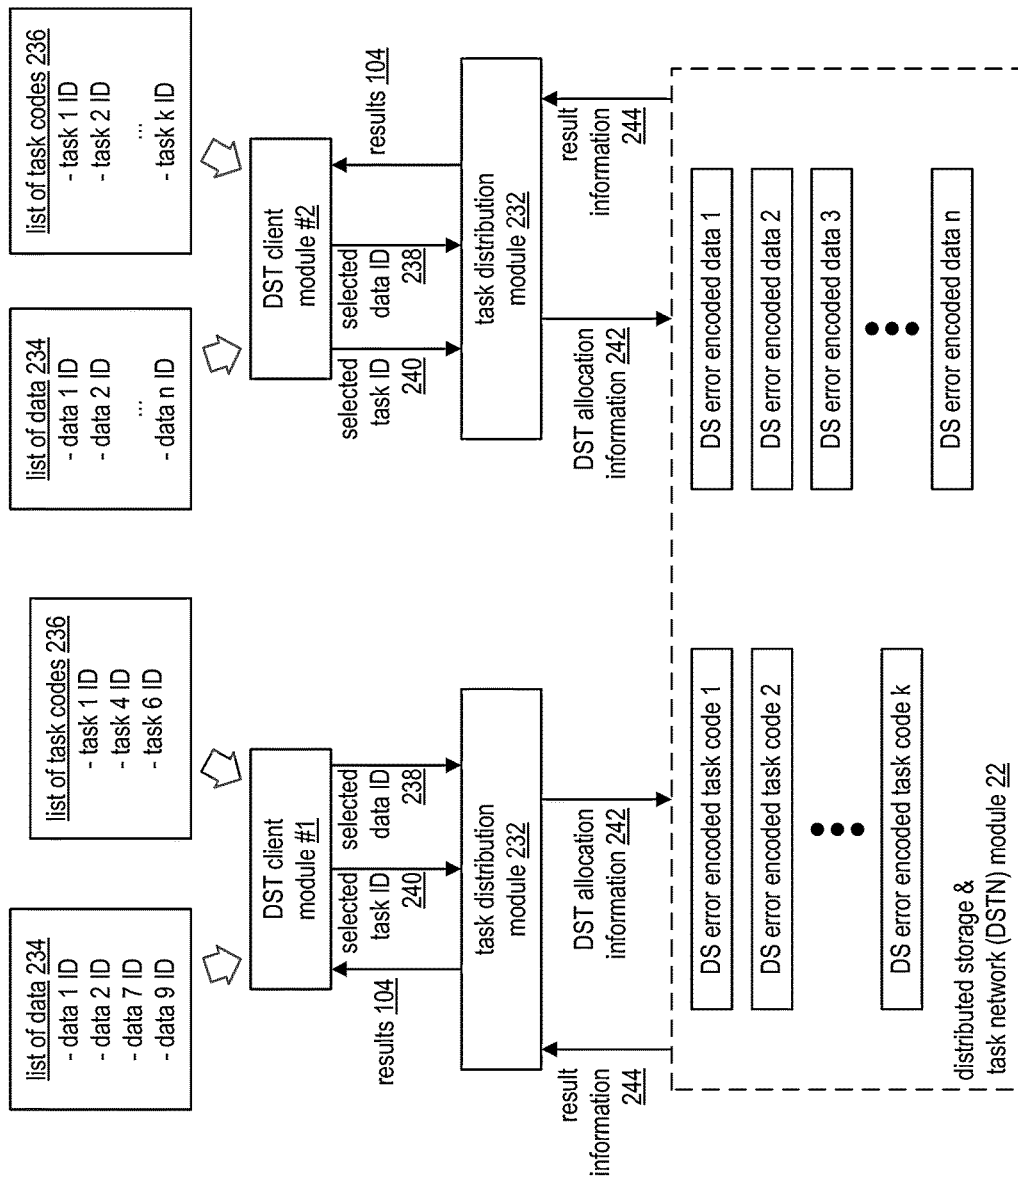 list of data 234
- data 1 ID
- data 2 ID
- data 7 ID
- data 9 ID
list of task codes 236
- task 1 ID
- task 4 ID
- task 6 ID
list of data 234
- data 1 ID
- data 2 ID
...
- data n ID
list of task codes 236
- task 1 ID
- task 2 ID
...
- task k ID
DST client
module #1
DST client
module #2
results 104
selected
task ID
240
selected
data ID
238
selected
task ID
240
selected
data ID
238
results 104
task distribution
module 232
task distribution
module 232
result
information
244
DST allocation
information 242
DST allocation
information 242
result
information
244
DS error encoded task code 1
DS error encoded task code 2
DS error encoded task code k
DS error encoded data 1
DS error encoded data 2
DS error encoded data 3
DS error encoded data n
distributed storage &
task network (DSTN) module 22